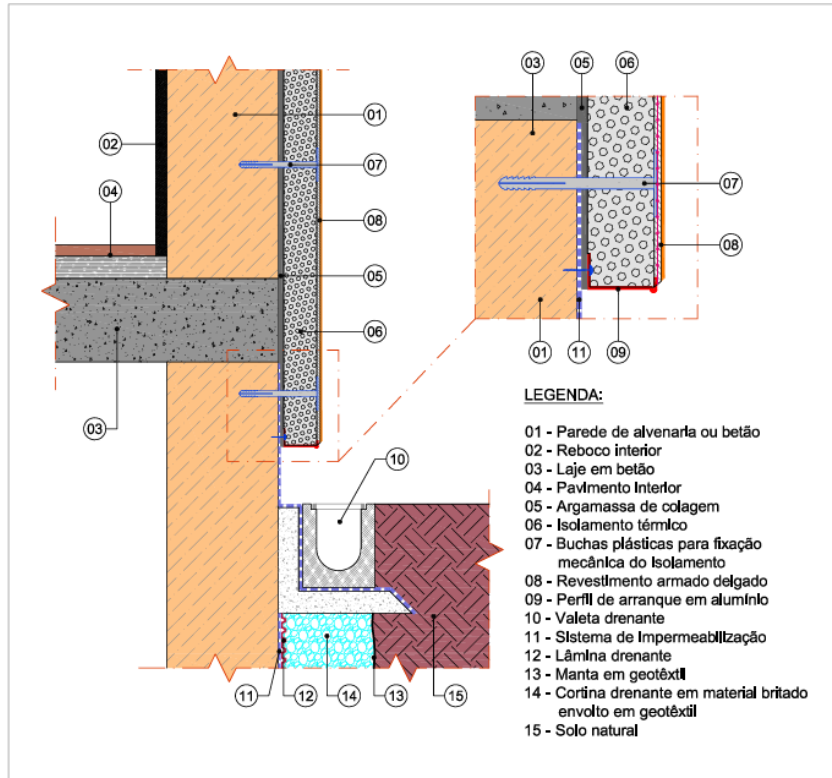 03
05
06
01
02
07
07
04
08
08
05
06
01
11
09
03
LEGENDA:
01 - Parede de alvenaria ou betão
02 - Reboco interior
10
03 - Laje em betão
04 - Pavimento interior
05 - Argamassa de colagem
06 - Isolamento térmico
07 - Buchas plásticas para fixação
mecânica do isolamento
08 - Revestimento armado delgado
09 - Perfil de arranque em alumínio
10 - Valeta drenante
11 - Sistema de impermeabilização
12 - Lâmina drenante
13 - Manta em geotêxtil
14 - Cortina drenante em material britado
envolto em geotêxtil
15 - Solo natural
11
12
14
13
15